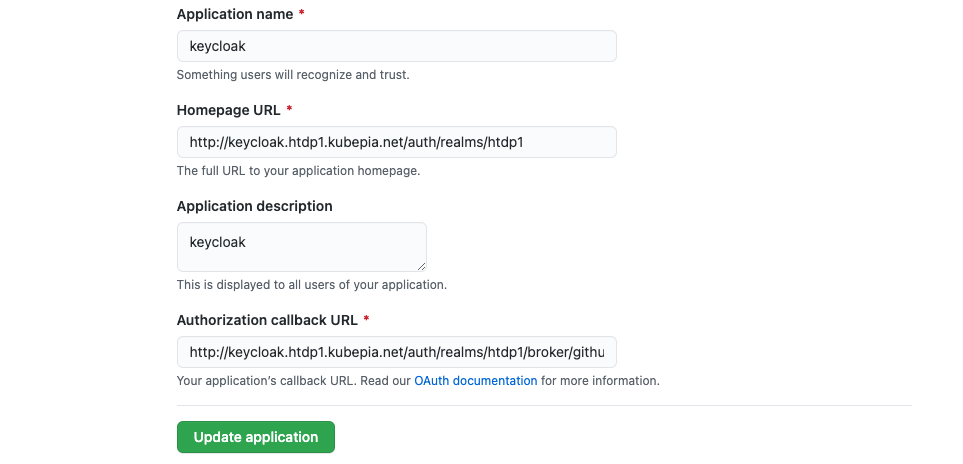 Application name *
keycloak
Something users will recognize and trust.
Homepage URL *
http://keycloak.htdp1.kubepia.net/auth/realms/htdp1
The full URL to your application homepage.
Application description
keycloak
This is displayed to all users of your application.
Authorization callback URL *
http://keycloak.htdp1.kubepia.net/auth/realms/htdp1/broker/githu
Your application's callback URL. Read our OAuth documentation for more information.
Update application